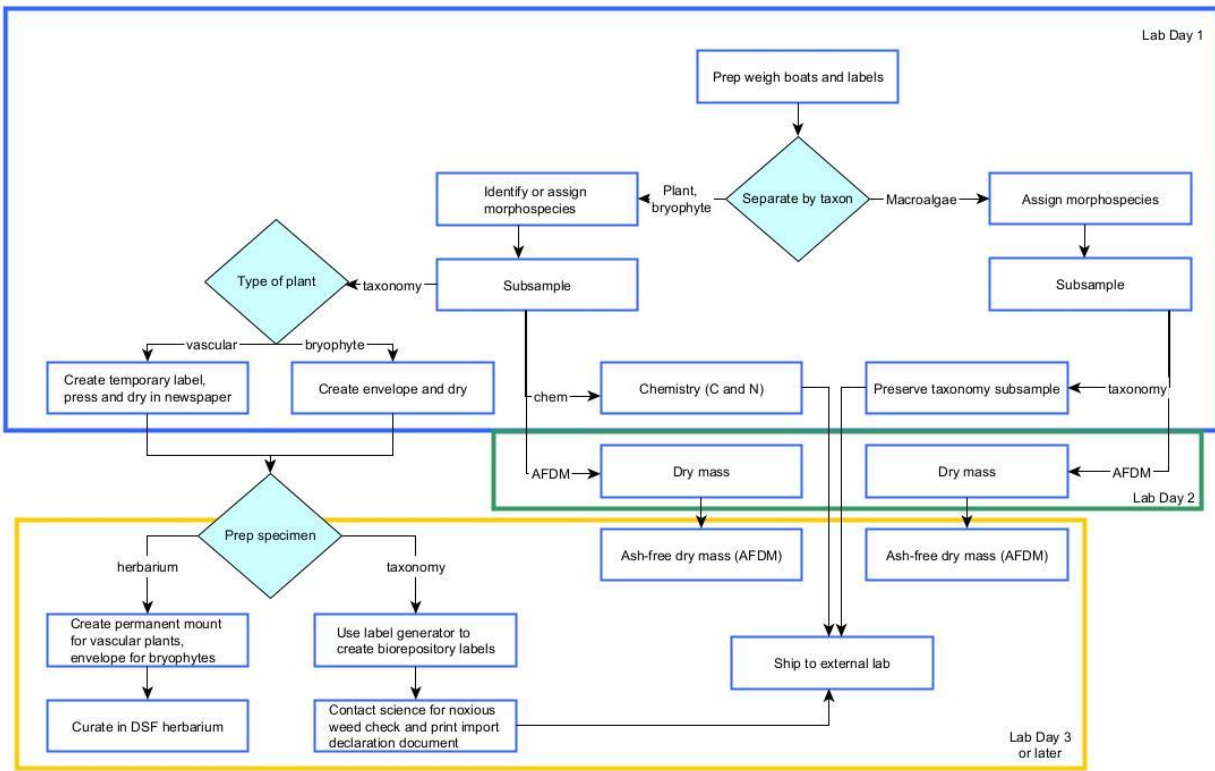 Lab Day 1
Prep weigh boats and labels
Separate by taxon
Plant,
bryophyte
Macroalgae
Identify or assign
morphospecies
Assign morphospecies
Subsample
Subsample
taxonomy
Type of plant
vascular
bryophyte
Create temporary label,
press and dry in newspaper
Create envelope and dry
chem
Chemistry (C and N)
Preserve taxonomy subsample
taxonomy
AFDM
Dry mass
Dry mass
AFDM
Lab Day 2
Prep specimen
Ash-free dry mass (AFDM)
Ash-free dry mass (AFDM)
herbarium
taxonomy
Create permanent mount
for vascular plants,
envelope for bryophytes
Use label generator to
create biorepository labels
Ship to external lab
Curate in DSF herbarium
Contact science for noxious
weed check and print import
declaration document
Lab Day 3
or later